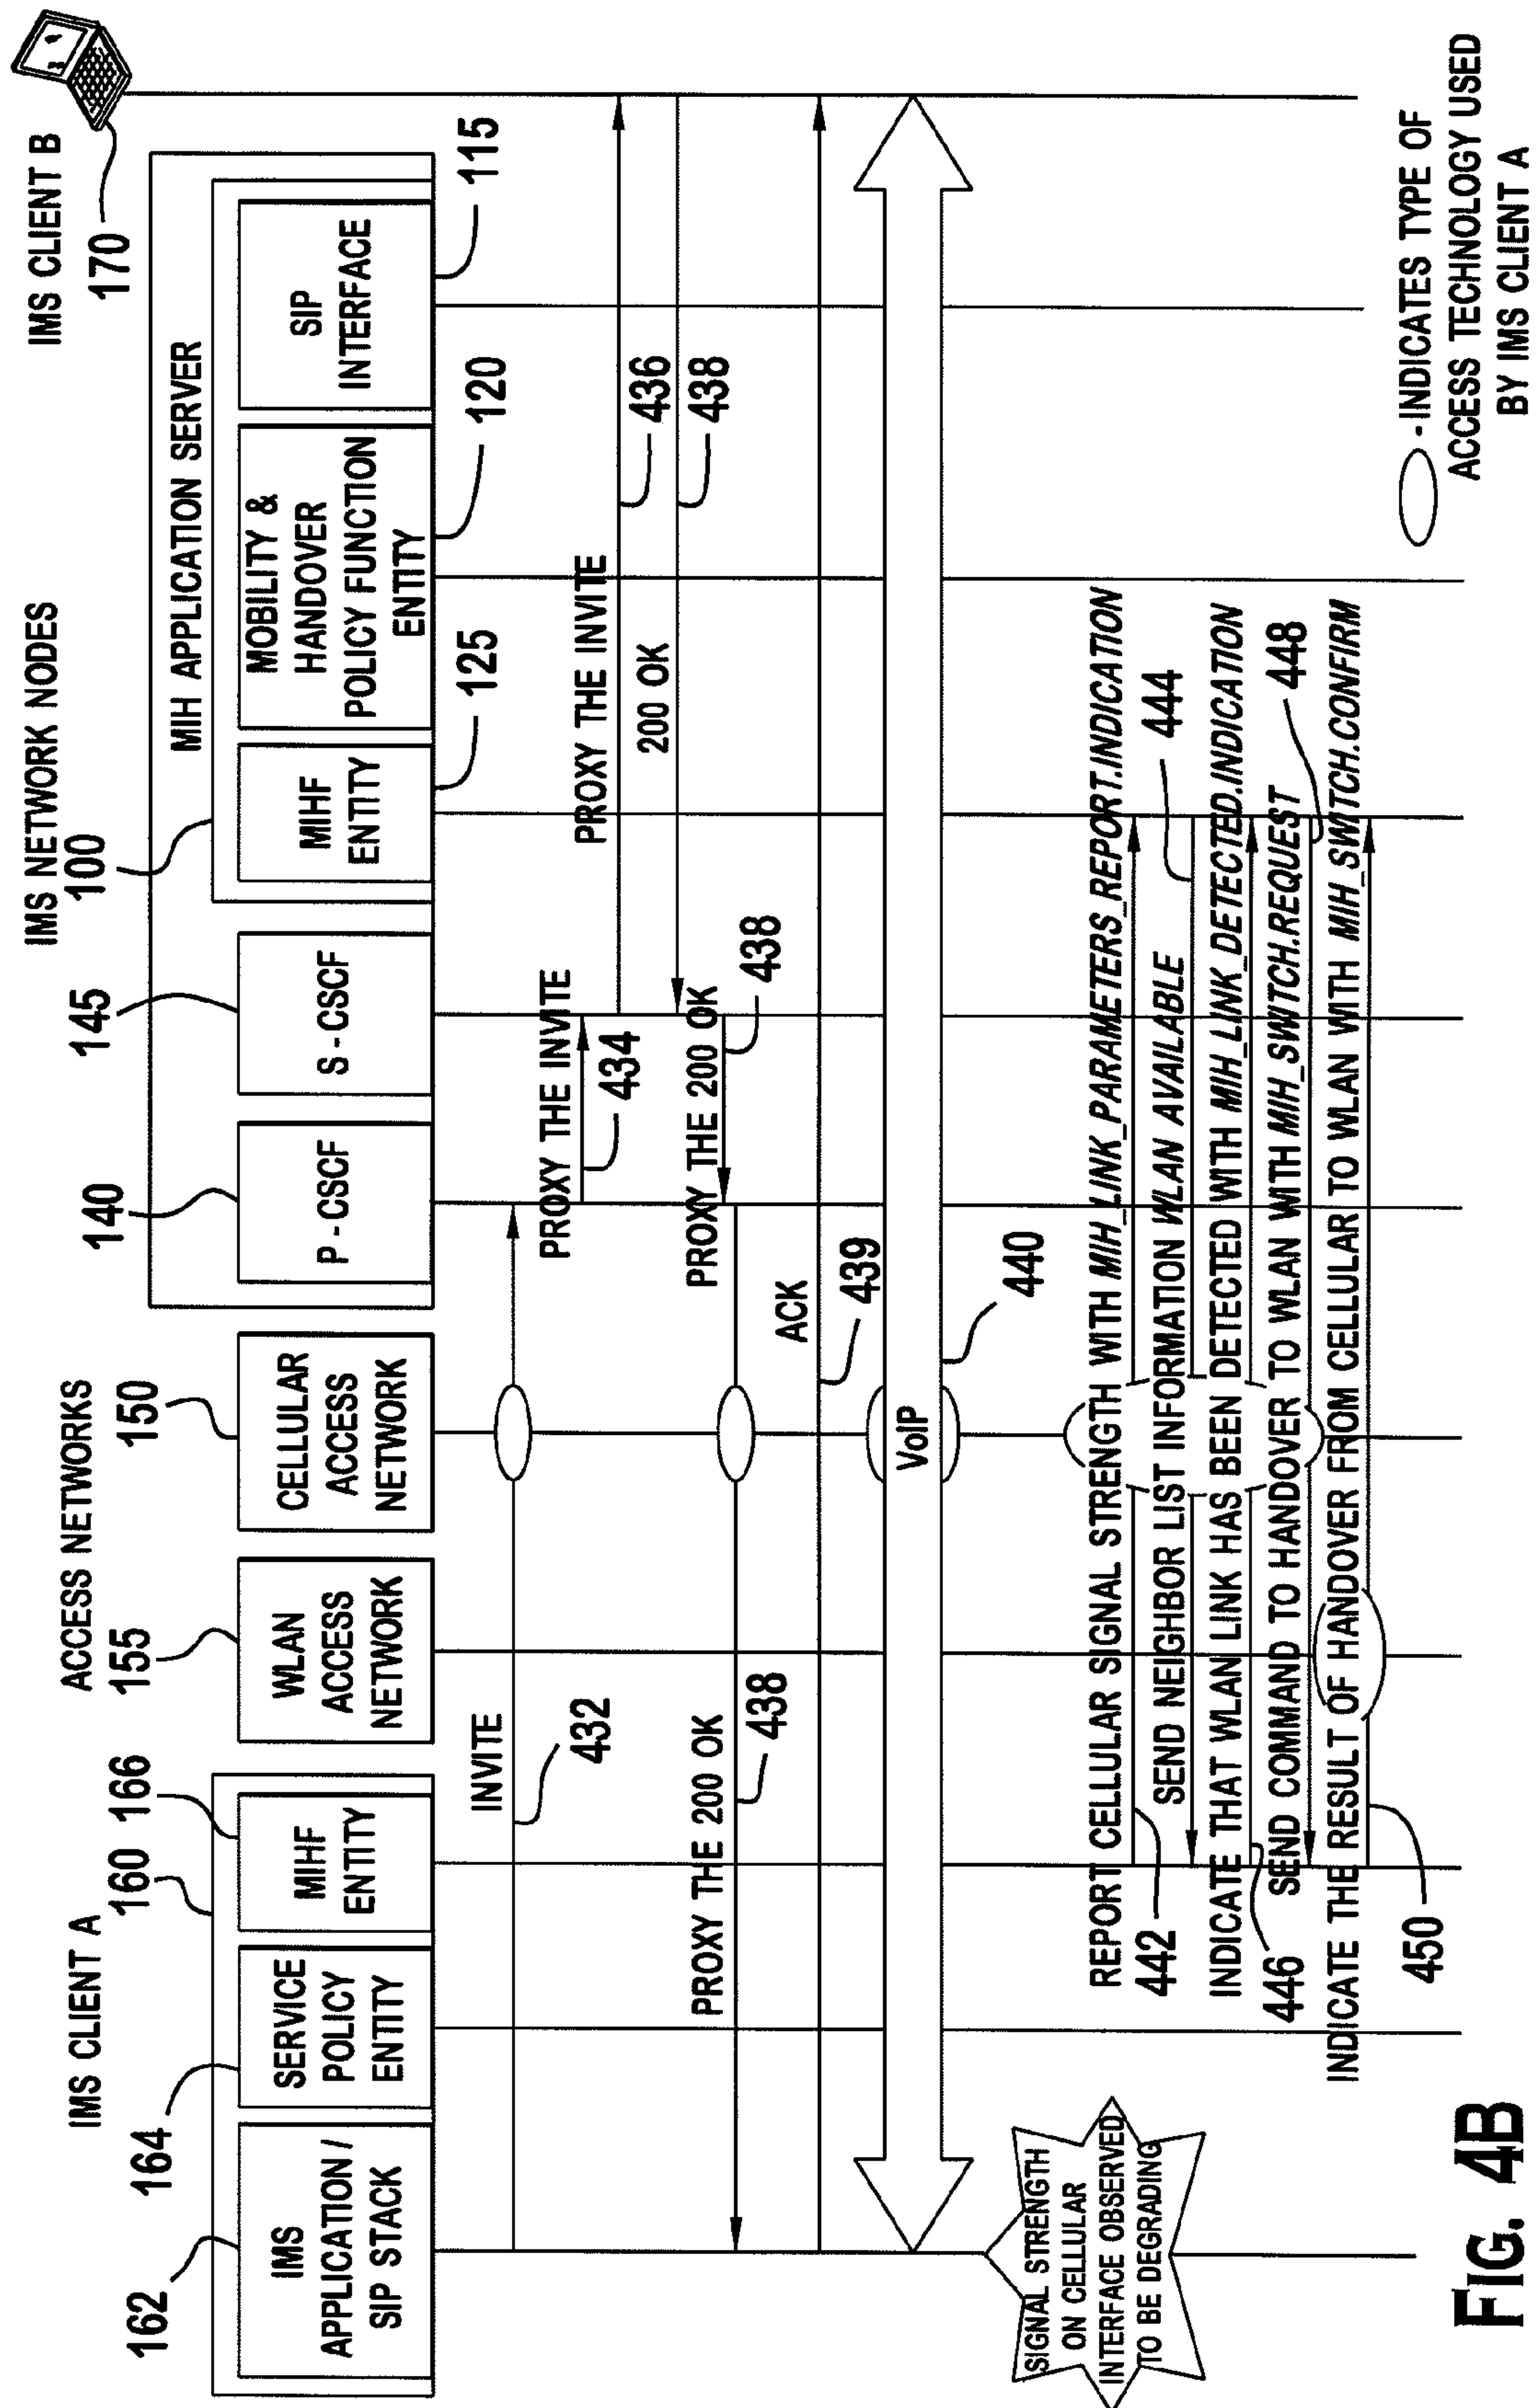 IMS CLIENT A
160
166
164
162
IMS
APPLICATION /
SIP STACK
SERVICE
POLICY
ENTITY
MIHF
ENTITY
ACCESS NETWORKS
155
150
WLAN
ACCESS
NETWORK
CELLULAR
ACCESS
NETWORK
IMS NETWORK NODES
140
145
100
P-CSCF
S-CSCF
MIH APPLICATION SERVER
MIHF
ENTITY
125
MOBILITY &
HANDOVER
POLICY FUNCTION
ENTITY
120
SIP
INTERFACE
115
IMS CLIENT B
170
INVITE
432
PROXY THE INVITE
434
PROXY THE INVITE
436
200 OK
438
PROXY THE 200 OK
438
PROXY THE 200 OK
438
ACK
439
VoIP
440
SIGNAL STRENGTH
ON CELLULAR
INTERFACE OBSERVED
TO BE DEGRADING
REPORT CELLULAR SIGNAL STRENGTH WITH MIH_LINK_PARAMETERS_REPORT.INDICATION
442
SEND NEIGHBOR LIST INFORMATION WLAN AVAILABLE
444
INDICATE THAT WLAN LINK HAS BEEN DETECTED WITH MIH_LINK_DETECTED.INDICATION
446
SEND COMMAND TO HANDOVER TO WLAN WITH MIH_SWITCH.REQUEST
448
INDICATE THE RESULT OF HANDOVER FROM CELLULAR TO WLAN WITH MIH_SWITCH.CONFIRM
450
- INDICATES TYPE OF
ACCESS TECHNOLOGY USED
BY IMS CLIENT A
FIG. 4B